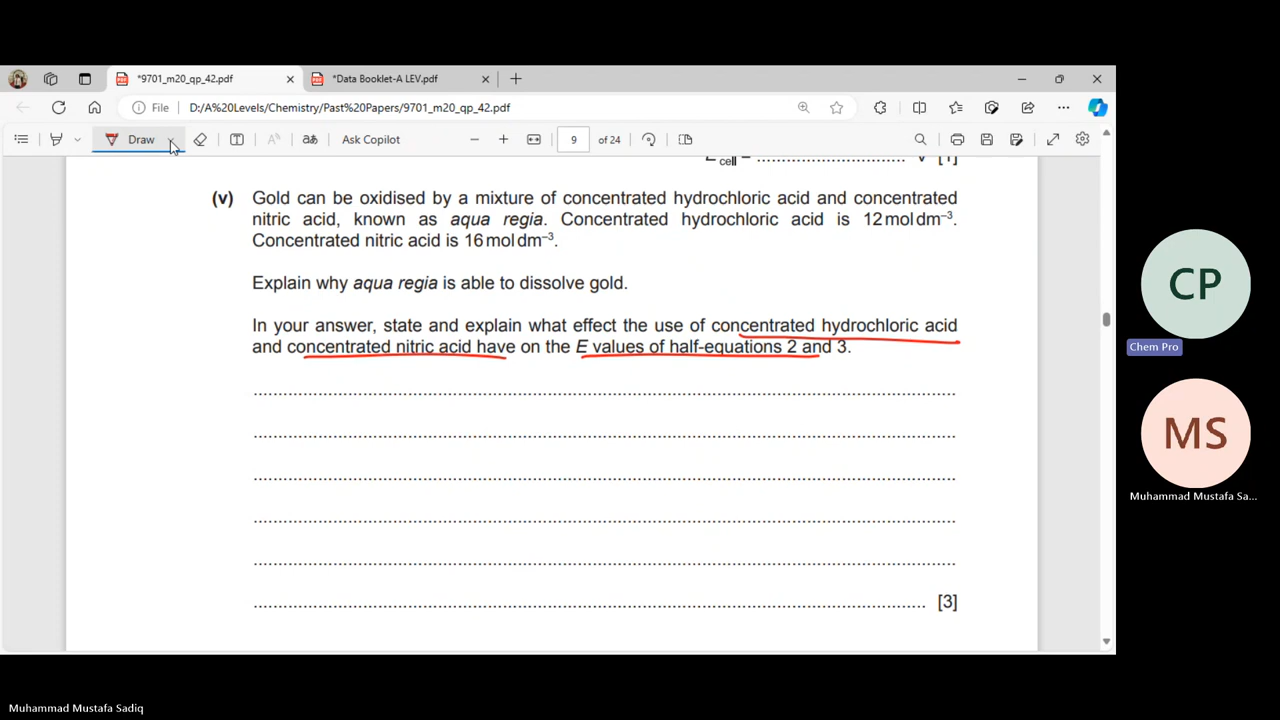 *9701_m20_qp_42.pdf
*Data Booklet-A LEV.pdf
File D:/A%20Levels/Chemistry/Past%20Papers/9701_m20_qp_42.pdf
Draw
aあ
Ask Copilot
9 of 24
E cell = ........................................ V [1]
(v) Gold can be oxidised by a mixture of concentrated hydrochloric acid and concentrated
nitric acid, known as aqua regia. Concentrated hydrochloric acid is 12 mol dm–3.
Concentrated nitric acid is 16 mol dm–3.
Explain why aqua regia is able to dissolve gold.
In your answer, state and explain what effect the use of concentrated hydrochloric acid
and concentrated nitric acid have on the E values of half-equations 2 and 3.
[3]
CP
Chem Pro
MS
Muhammad Mustafa Sa...
Muhammad Mustafa Sadiq